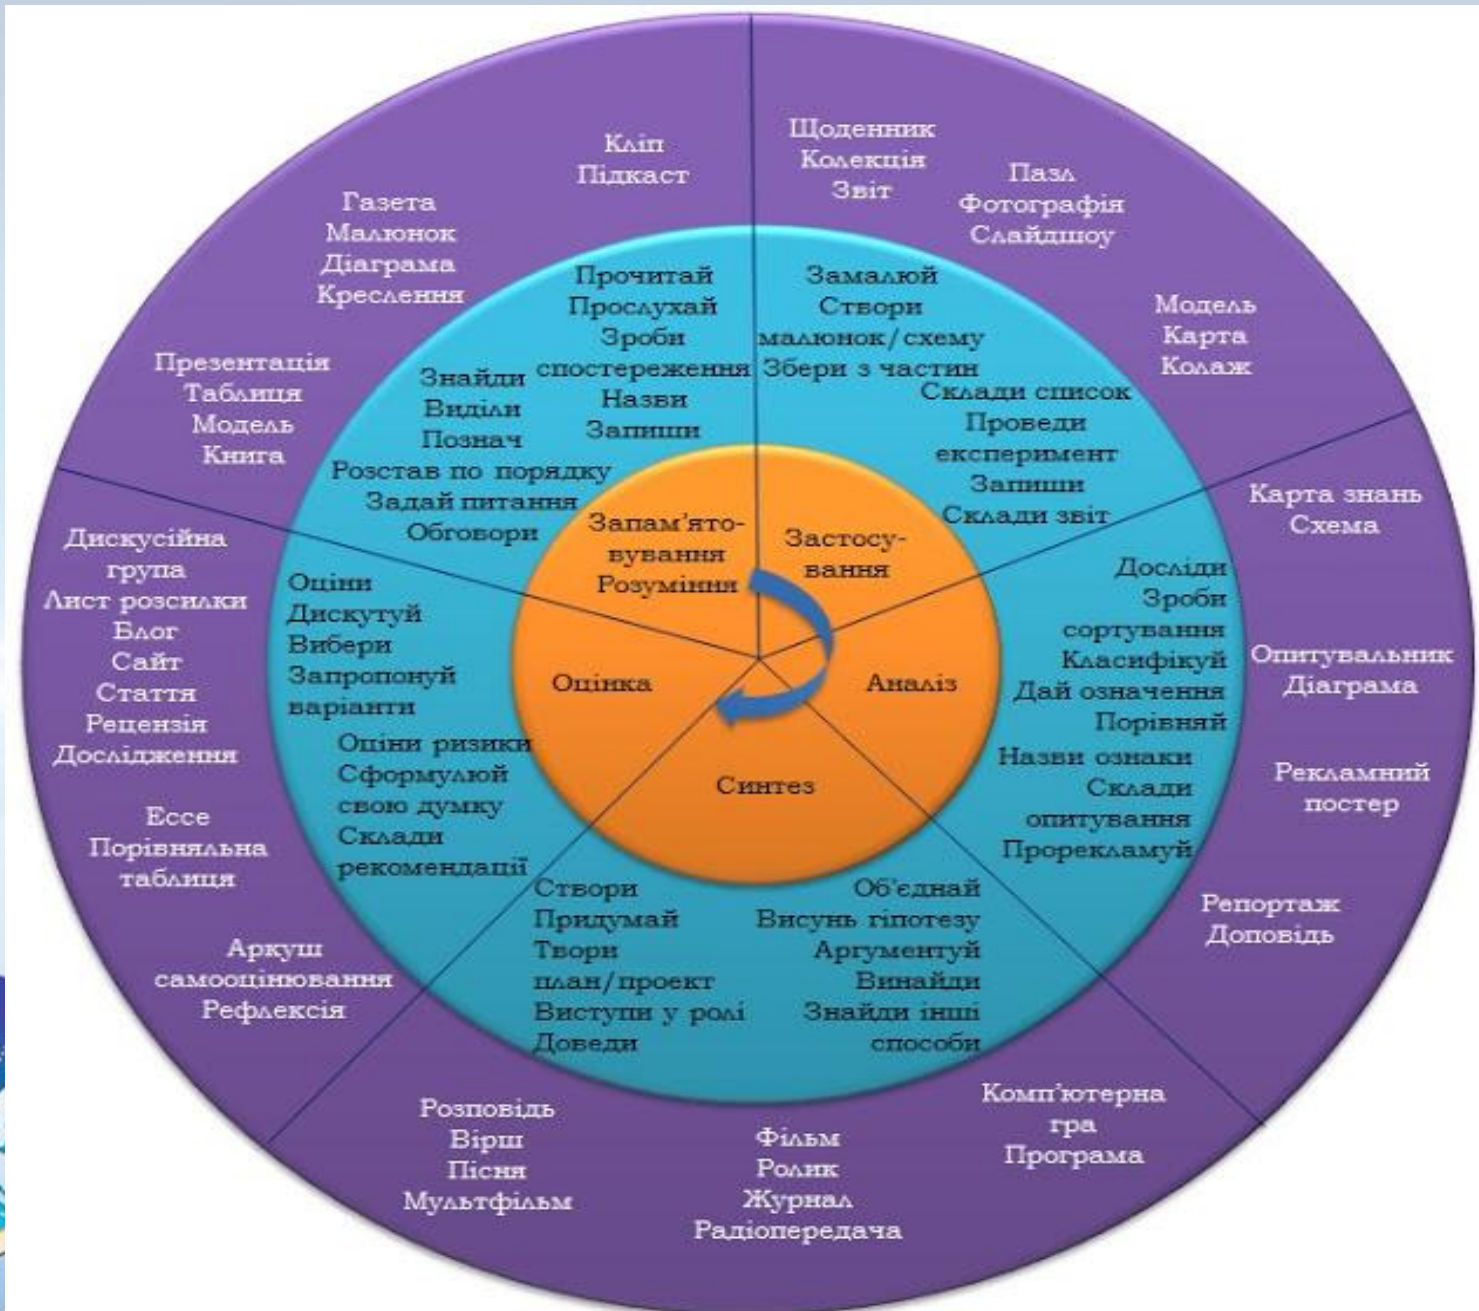 Кліп
Підкаст
Газета
Малюнок
Діаграма
Креслення
Презентація
Таблиця
Модель
Книга
Прочитай
Прослухай
Зроби
спостереження
Назви
Запиши
Знайди
Виділи
Познач
Розстав по порядку
Задай питання
Обговори
Запам'ято-
вування
Розуміння
Щоденник
Колекція
Звіт
Пазл
Фотографія
Слайдшоу
Модель
Карта
Колаж
Замалюй
Створи
малюнок/схему
Збери з частин
Склади список
Проведи
експеримент
Запиши
Склади звіт
Застосу-
вання
Карта знань
Схема
Опитувальник
Діаграма
Рекламний
постер
Репортаж
Доповідь
Досліди
Зроби
сортування
Класифікуй
Дай означення
Порівняй
Назви ознаки
Склади
опитування
Прорекламуй
Аналіз
Синтез
Створи
Придумай
Твори
план/проект
Виступи у ролі
Доведи
Об'єднай
Висунь гіпотезу
Аргументуй
Винайди
Знайди інші
способи
Розповідь
Вірш
Пісня
Мультфільм
Фільм
Ролик
Журнал
Радіопередача
Комп'ютерна
гра
Програма
Оцінка
Оціни
Дискутуй
Вибери
Запропонуй
варіанти
Оціни ризики
Сформулюй
свою думку
Склади
рекомендації
Дискусійна
група
Лист розсилки
Блог
Сайт
Стаття
Рецензія
Дослідження
Ессе
Порівняльна
таблиця
Аркуш
самооцінювання
Рефлексія